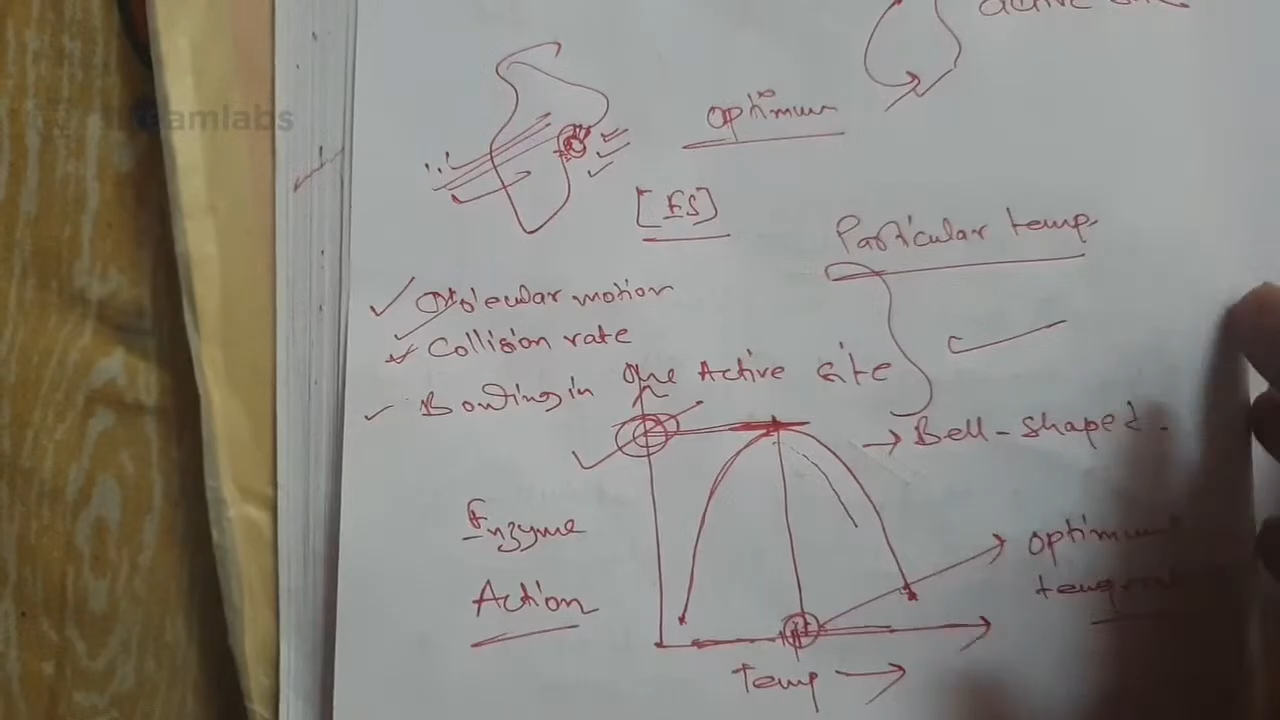 active
optimum
[ES]
Particular temp.
Molecular motion
Collision rate
Bonding in the Active site
Bell-shaped.
Enzyme
Action
optimum
Temp